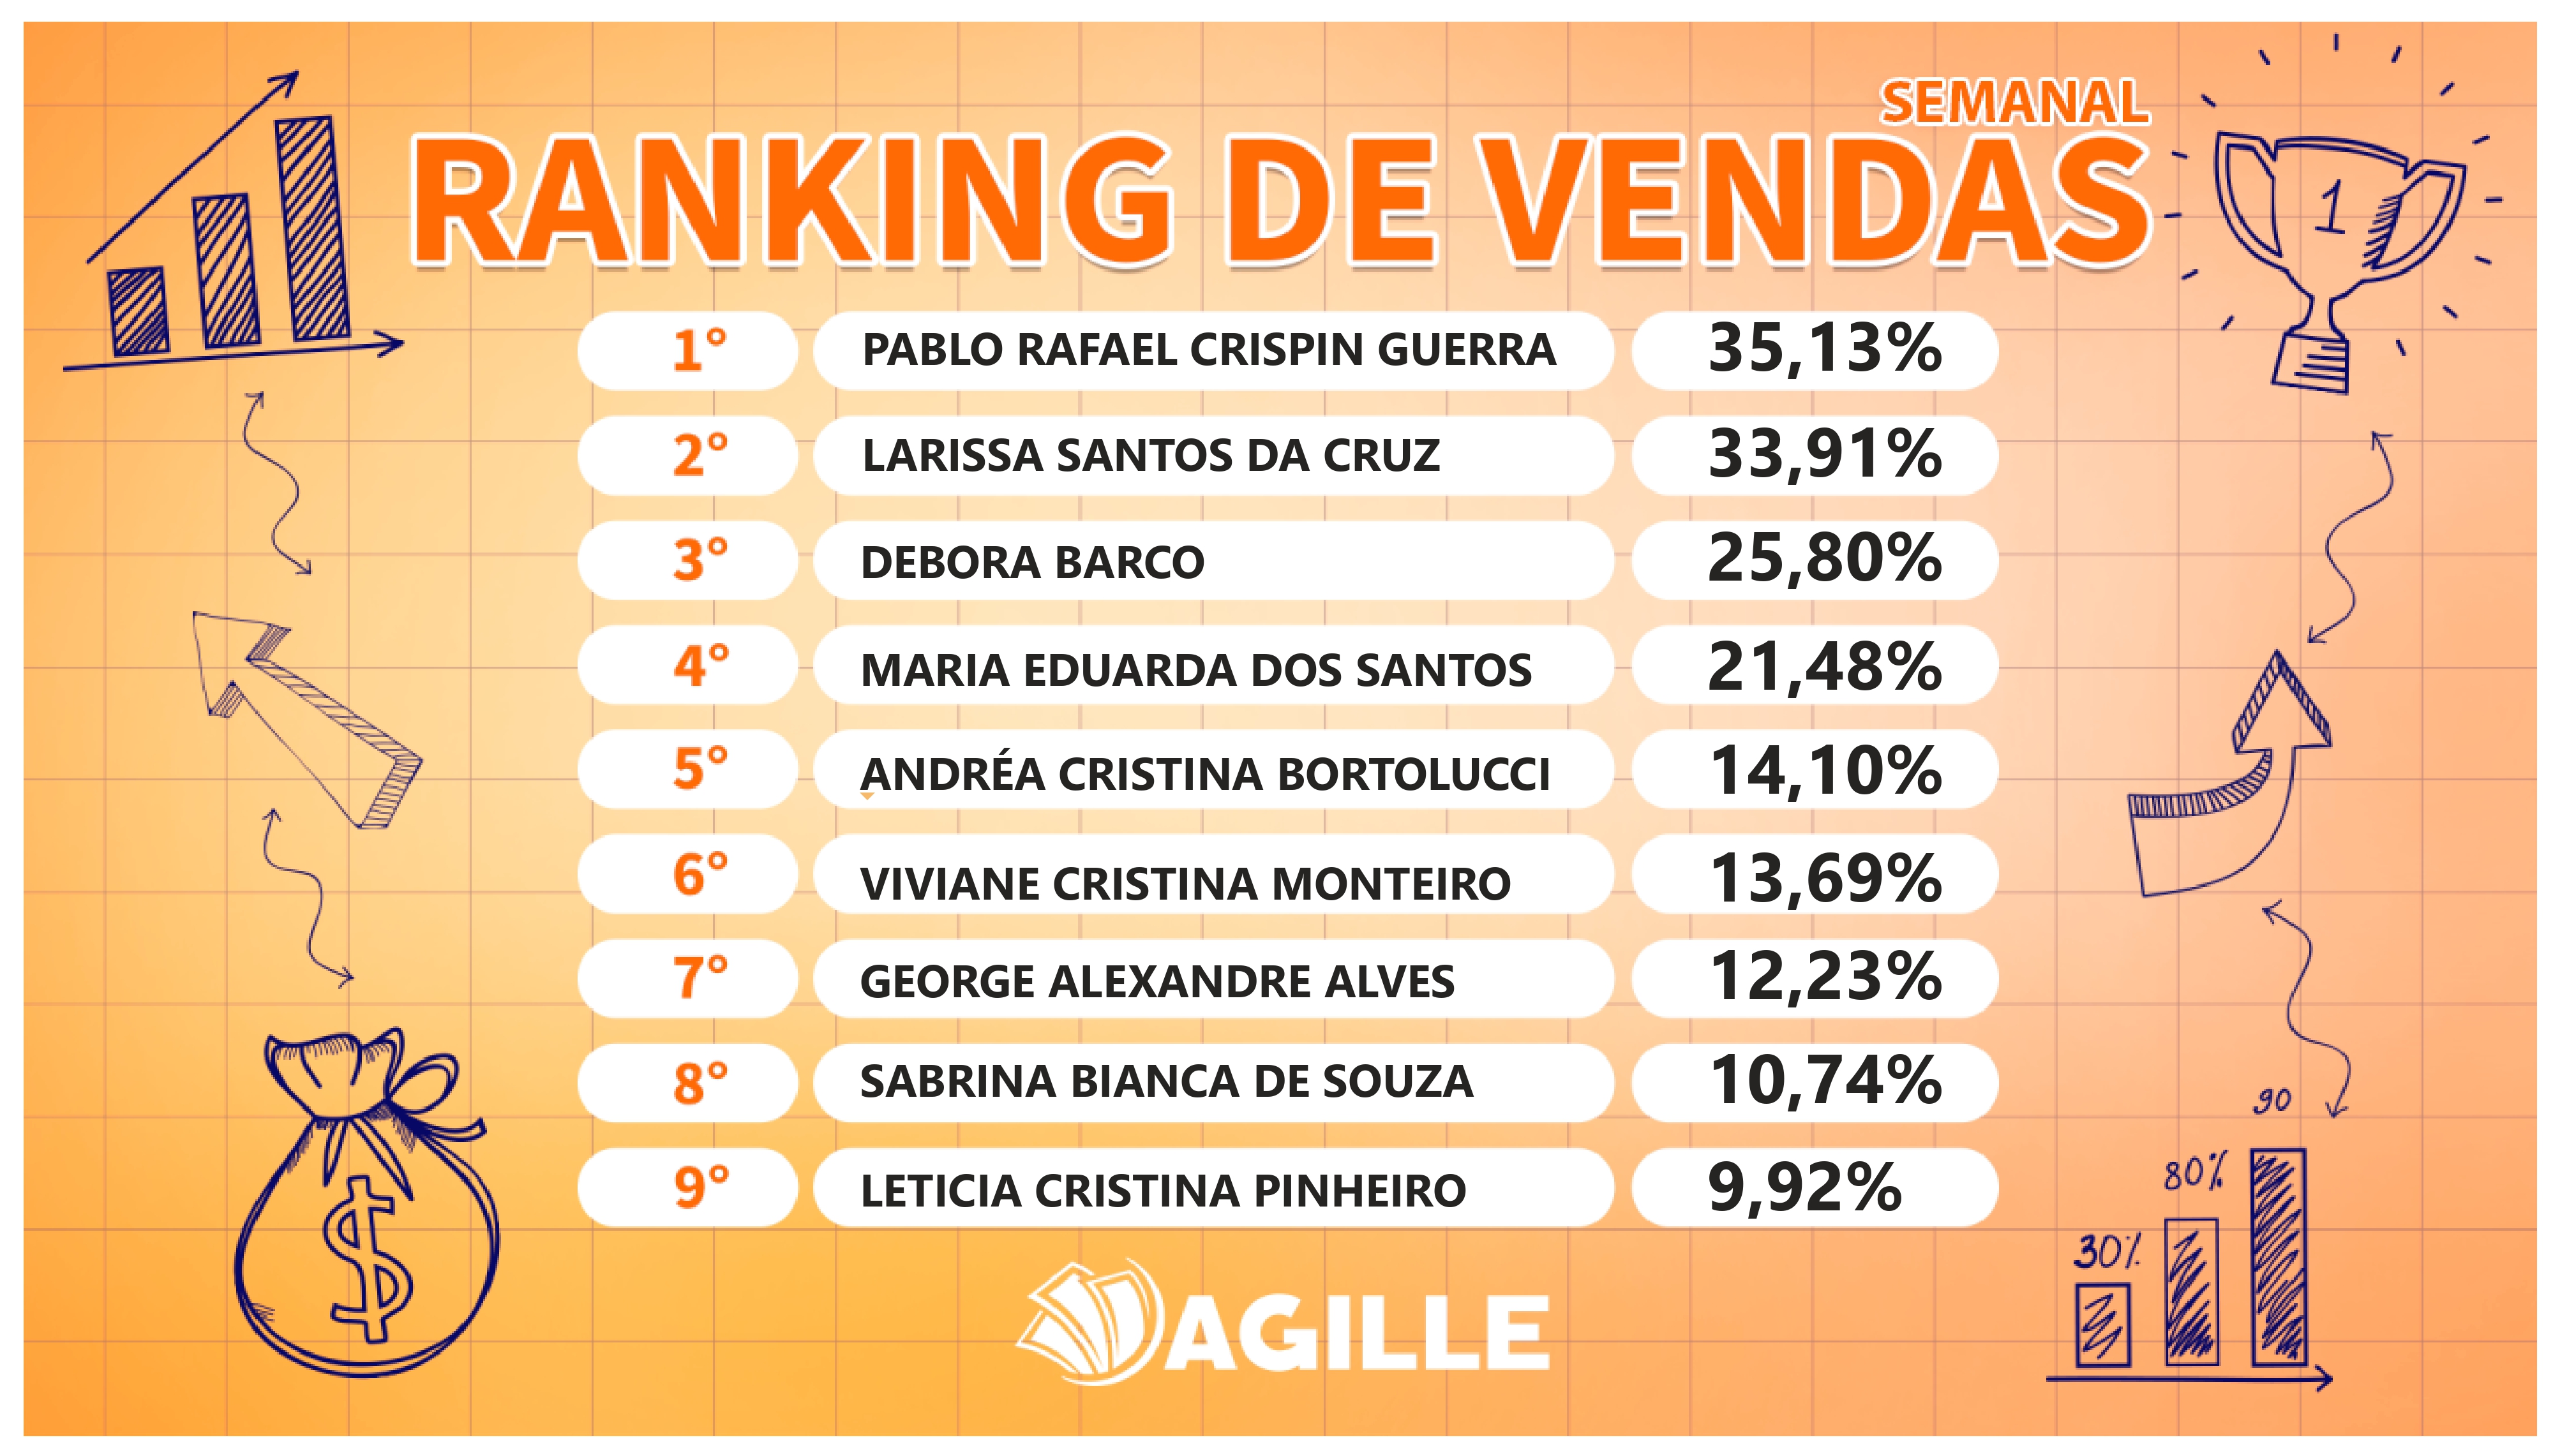 SEMANAL
RANKING DE VENDAS
1
1° PABLO RAFAEL CRISPIN GUERRA 35,13%
2° LARISSA SANTOS DA CRUZ 33,91%
3° DEBORA BARCO 25,80%
4° MARIA EDUARDA DOS SANTOS 21,48%
5° ANDRÉA CRISTINA BORTOLUCCI 14,10%
6° VIVIANE CRISTINA MONTEIRO 13,69%
7° GEORGE ALEXANDRE ALVES 12,23%
8° SABRINA BIANCA DE SOUZA 10,74%
9° LETICIA CRISTINA PINHEIRO 9,92%
90
80%
30%
$
AGILLE